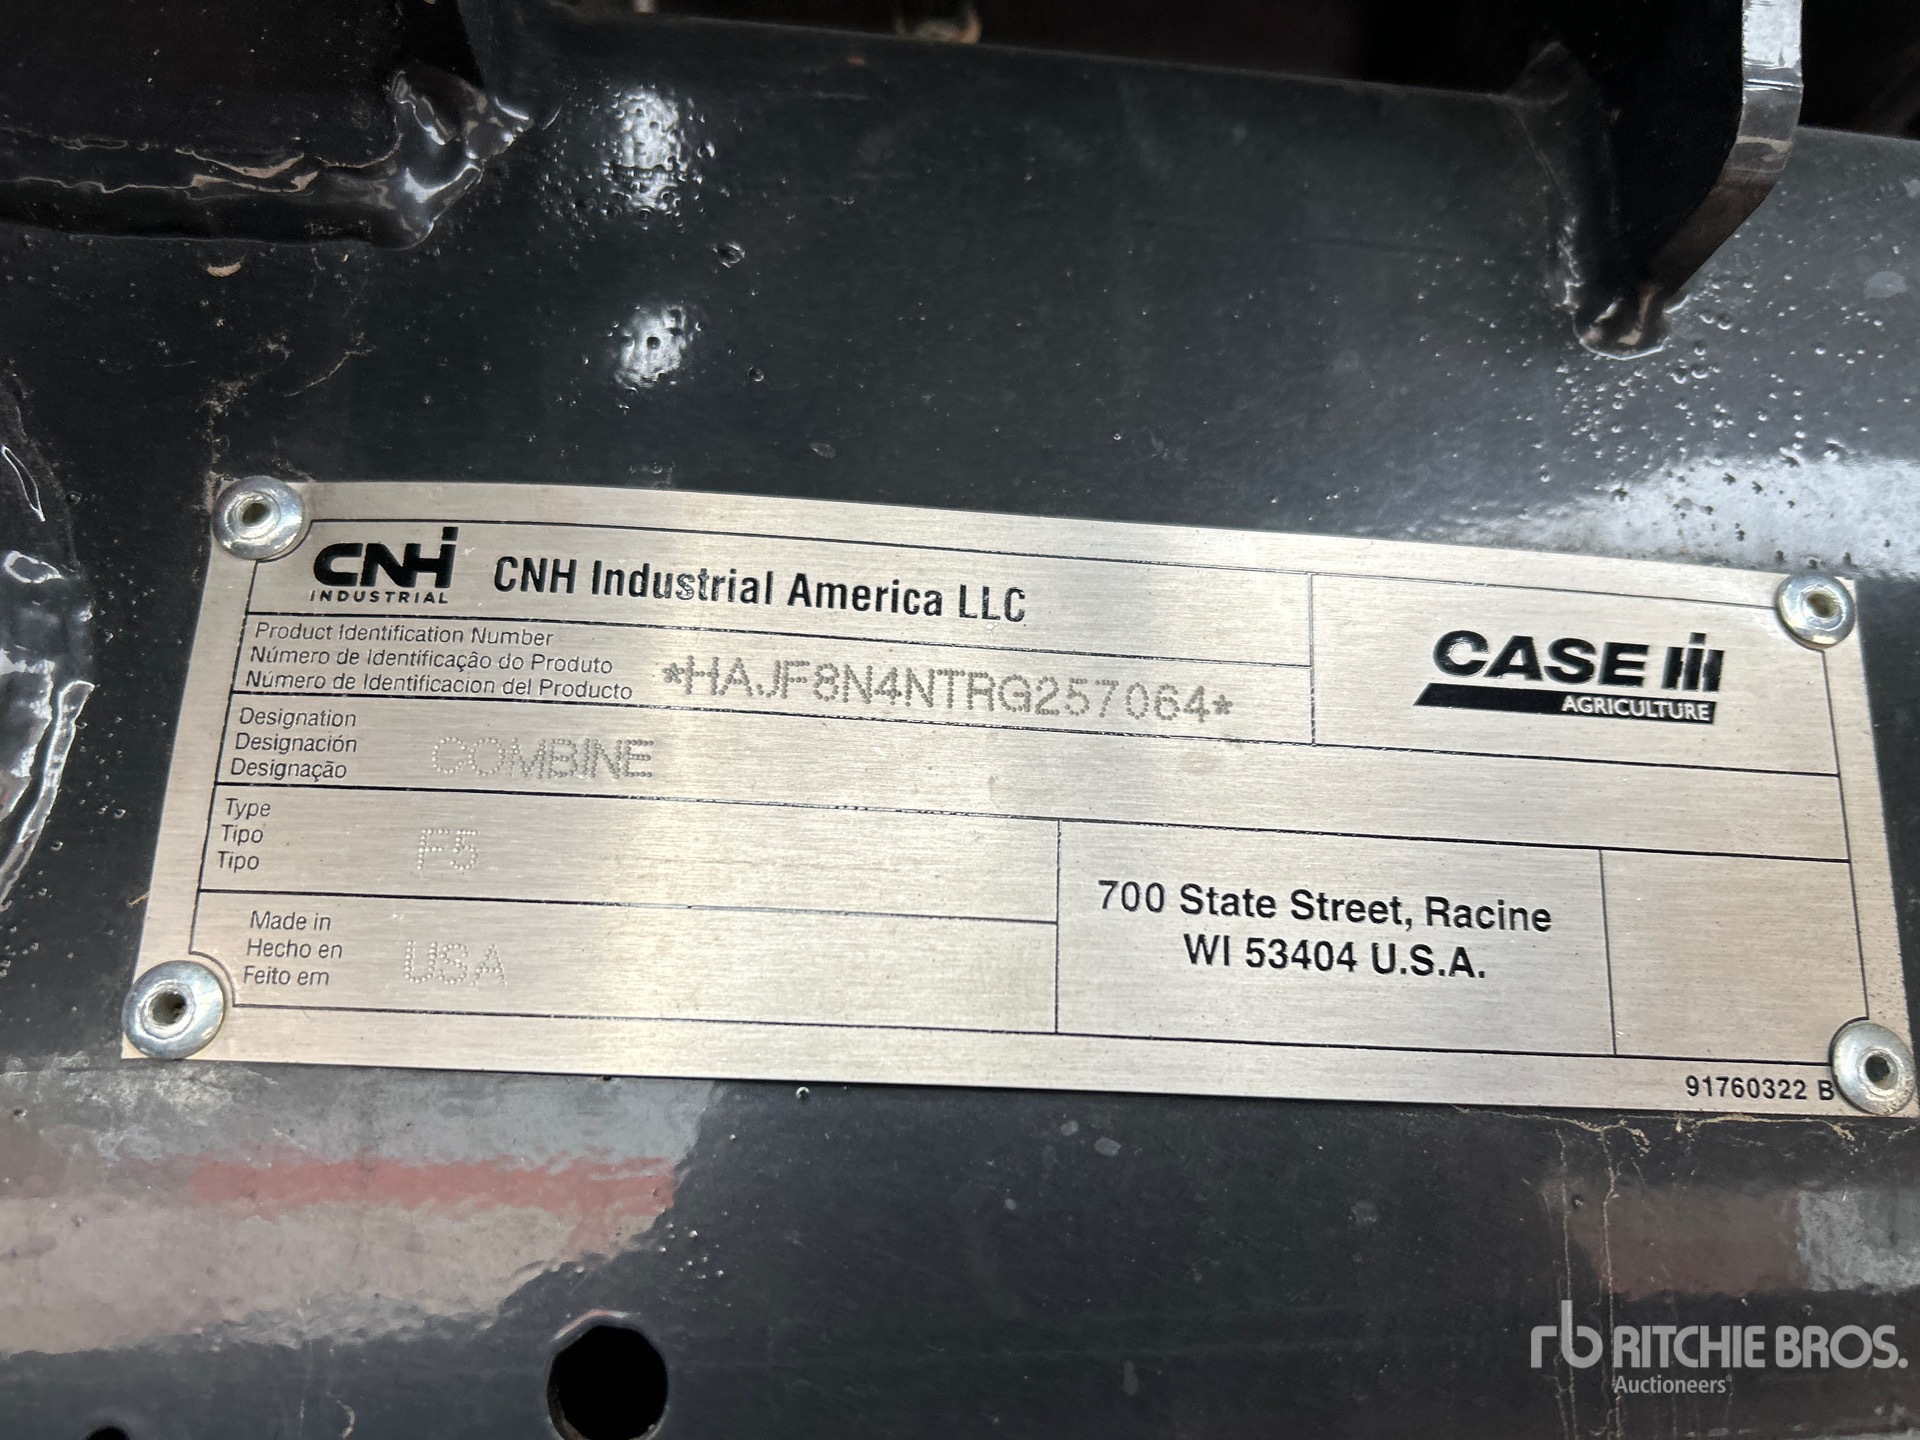 CNH
INDUSTRIAL
CNH Industrial America LLC
Product Identification Number
Número de Identificação do Produto
Número de Identificacion del Producto
*HAJF8N4NTRG257064*
CASE IH
AGRICULTURE
Designation
Designación
Designação
COMBINE
Type
Tipo
Tipo
F5
Made in
Hecho en
Feito em
USA
700 State Street, Racine
WI 53404 U.S.A.
91760322 B
rb RITCHIE BROS.
Auctioneers